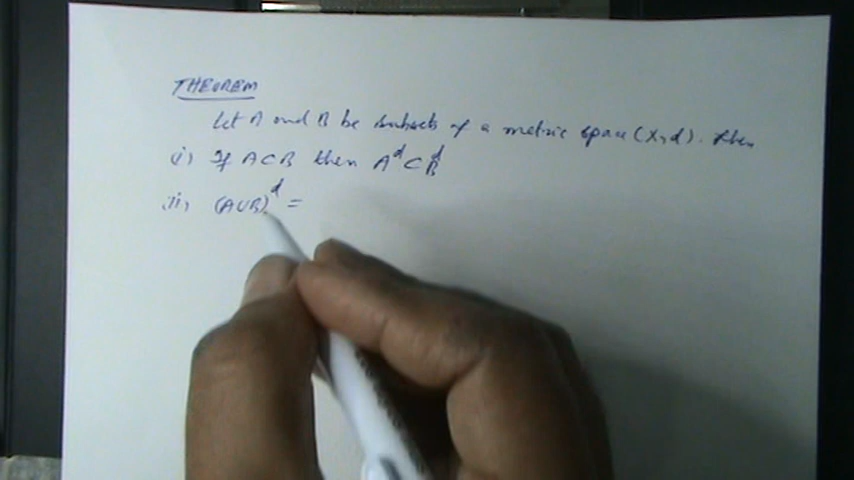 THEOREM
Let A and B be subsets of a metric space (X,d). Then
(i) If A⊂B then A^d ⊂ B^d
(ii) (A∪B)^d =